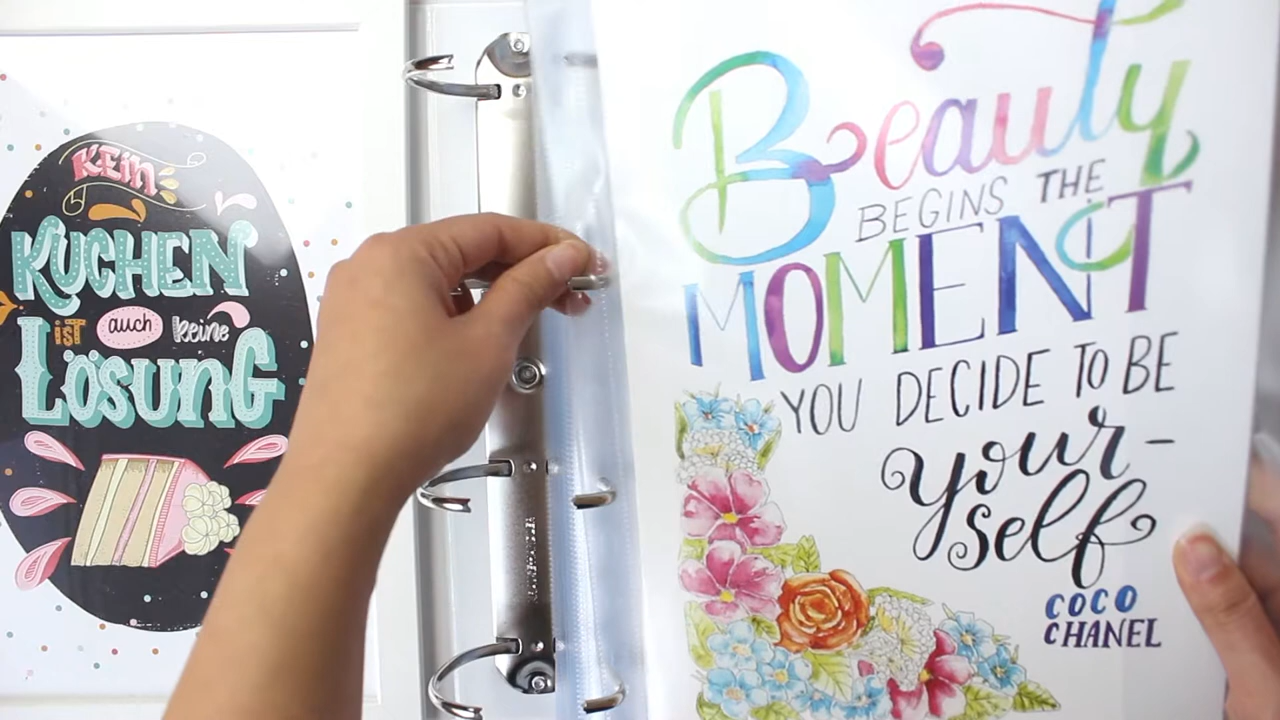 KEIN
KUCHEN
IST auch keine
LÖSUNG
Beauty
BEGINS THE
MOMENT
YOU DECIDE TO BE
your-
self
COCO
CHANEL